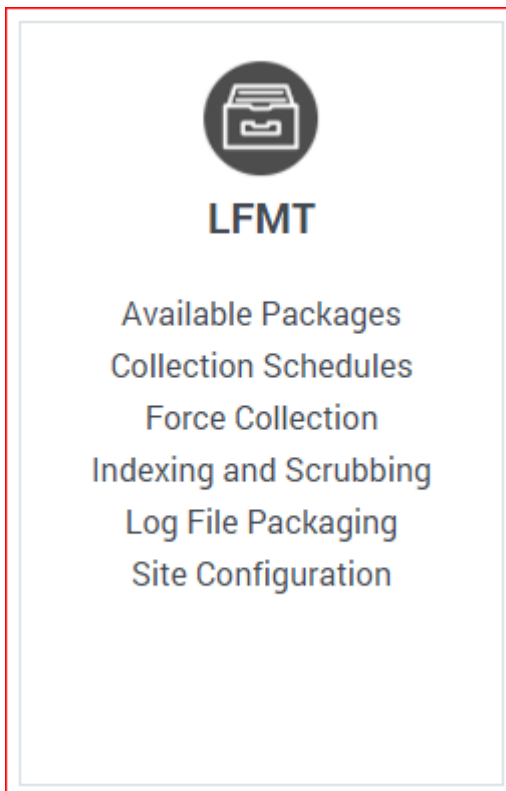 LFMT
Available Packages
Collection Schedules
Force Collection
Indexing and Scrubbing
Log File Packaging
Site Configuration